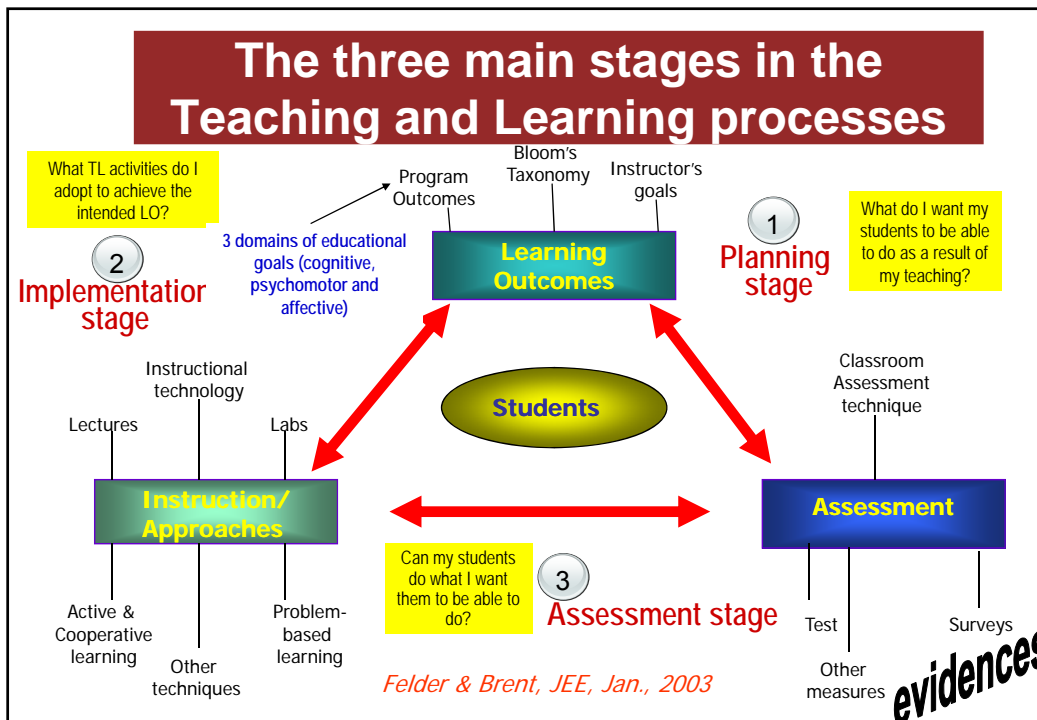 The three main stages in the
Teaching and Learning processes
What TL activities do I
adopt to achieve the
intended LO?
2
Implementation
stage
3 domains of educational
goals (cognitive,
psychomotor and
affective)
Program
Outcomes
Bloom's
Taxonomy
Instructor's
goals
Learning
Outcomes
1
Planning
stage
What do I want my
students to be able
to do as a result of
my teaching?
Students
Lectures
Instructional
technology
Labs
Instruction/
Approaches
Active &
Cooperative
learning
Other
techniques
Problem-
based
learning
Can my students
do what I want
them to be able to
do?
3
Assessment stage
Classroom
Assessment
technique
Assessment
Test
Other
measures
Surveys
evidences
Felder & Brent, JEE, Jan., 2003